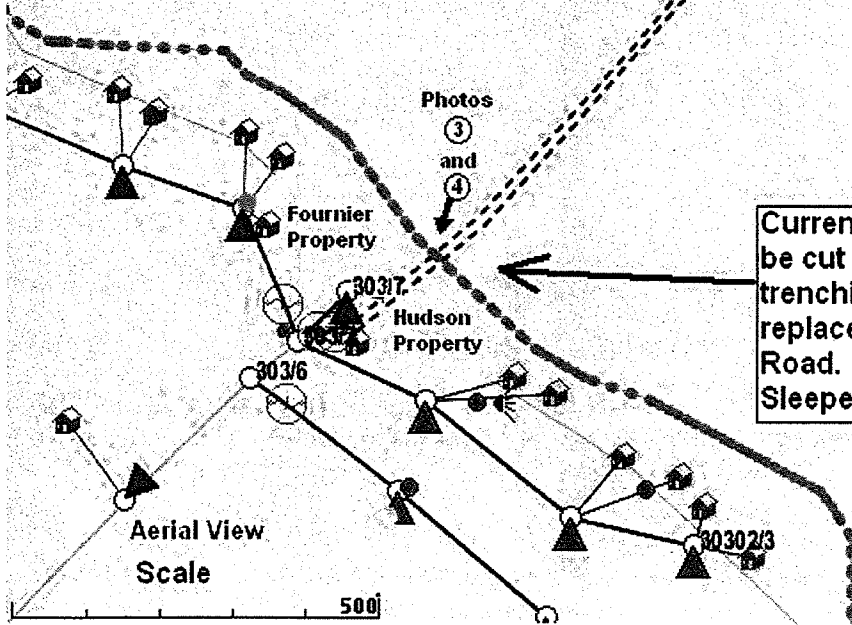 Photos
3
and
4
Fournier
Property
303/7
Hudson
Property
303/6
Curren
be cut
trenchi
replace
Road.
Sleepe
30302/3
Aerial View
Scale
500